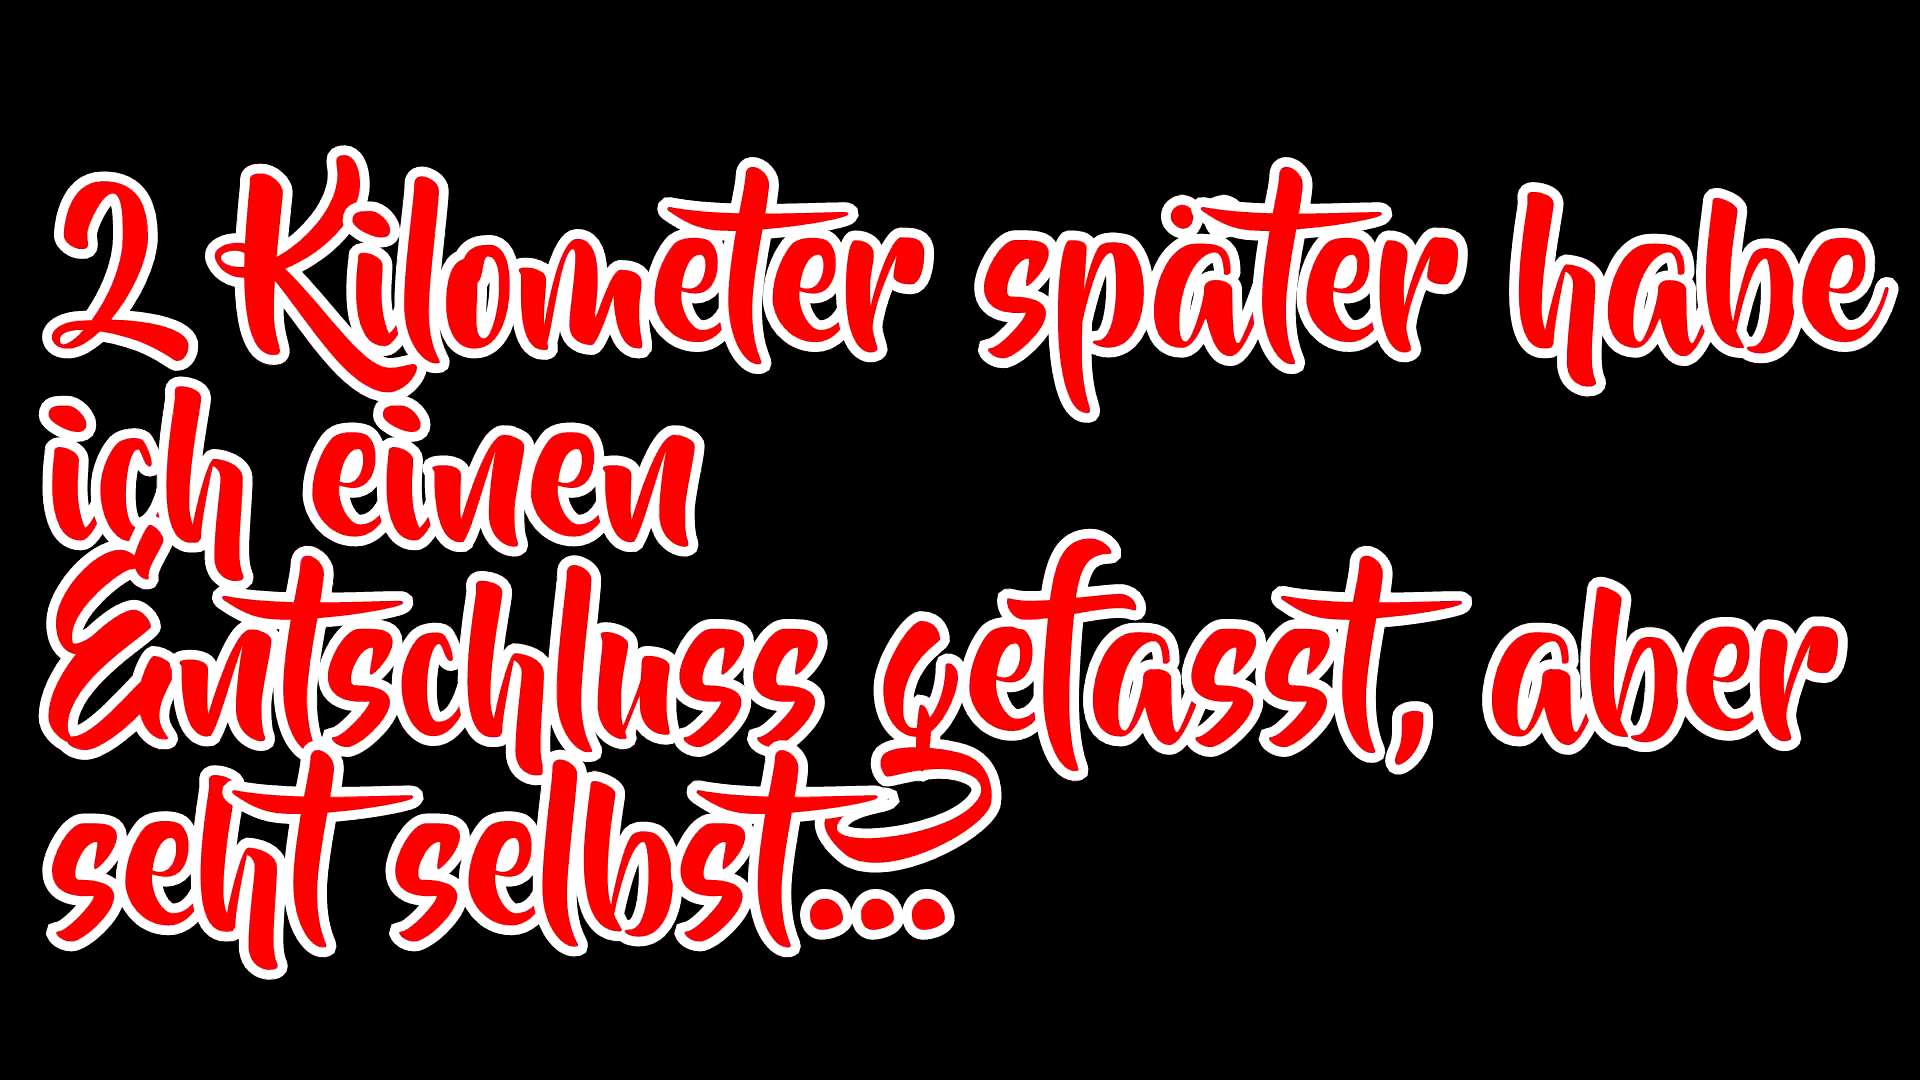 2 Kilometer später habe
ich einen
Entschluss gefasst, aber
seht selbst...